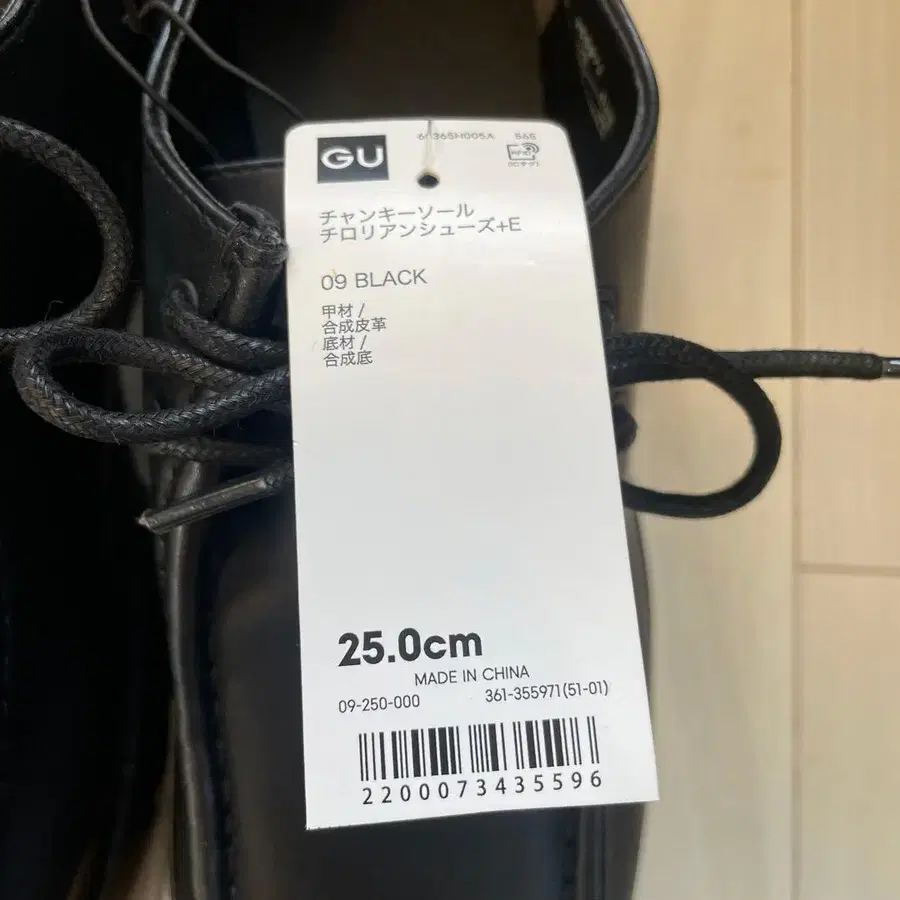 GU
565
RFID
チャンキーソール
チロリアンシューズ+E
09 BLACK
甲材 /
合成皮革
底材 /
合成底
25.0cm
MADE IN CHINA
09-250-000 361-355971(51-01)
2200073435596